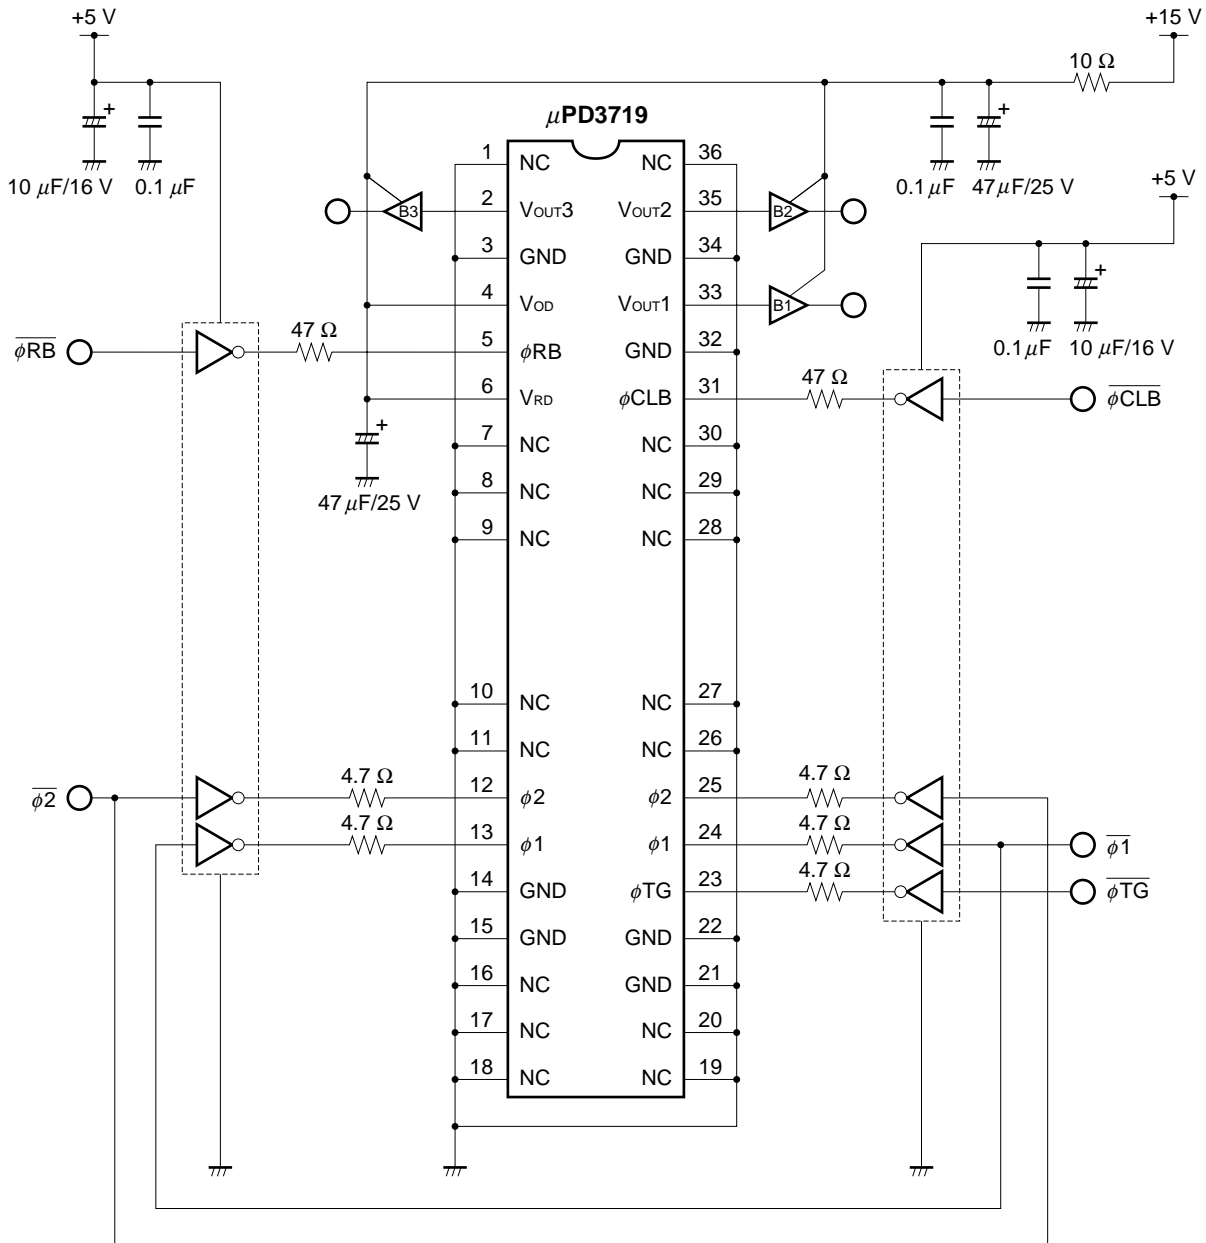 +5 V
+15 V
10 Ω
+
+
μPD3719
10 μF/16 V
0.1 μF
0.1 μF
47 μF/25 V
+5 V
1 NC
NC 36
B3
2 VOUT3
VOUT2 35
B2
3 GND
GND 34
4 VOD
VOUT1 33
B1
+
0.1 μF
10 μF/16 V
φRB
47 Ω
5 φRB
GND 32
6 VRD
φCLB 31
47 Ω
φCLB
+
47 μF/25 V
7 NC
NC 30
8 NC
NC 29
9 NC
NC 28
10 NC
NC 27
11 NC
NC 26
φ2
4.7 Ω
12 φ2
φ2 25
4.7 Ω
4.7 Ω
13 φ1
φ1 24
4.7 Ω
φ1
14 GND
φTG 23
4.7 Ω
φTG
15 GND
GND 22
16 NC
GND 21
17 NC
NC 20
18 NC
NC 19